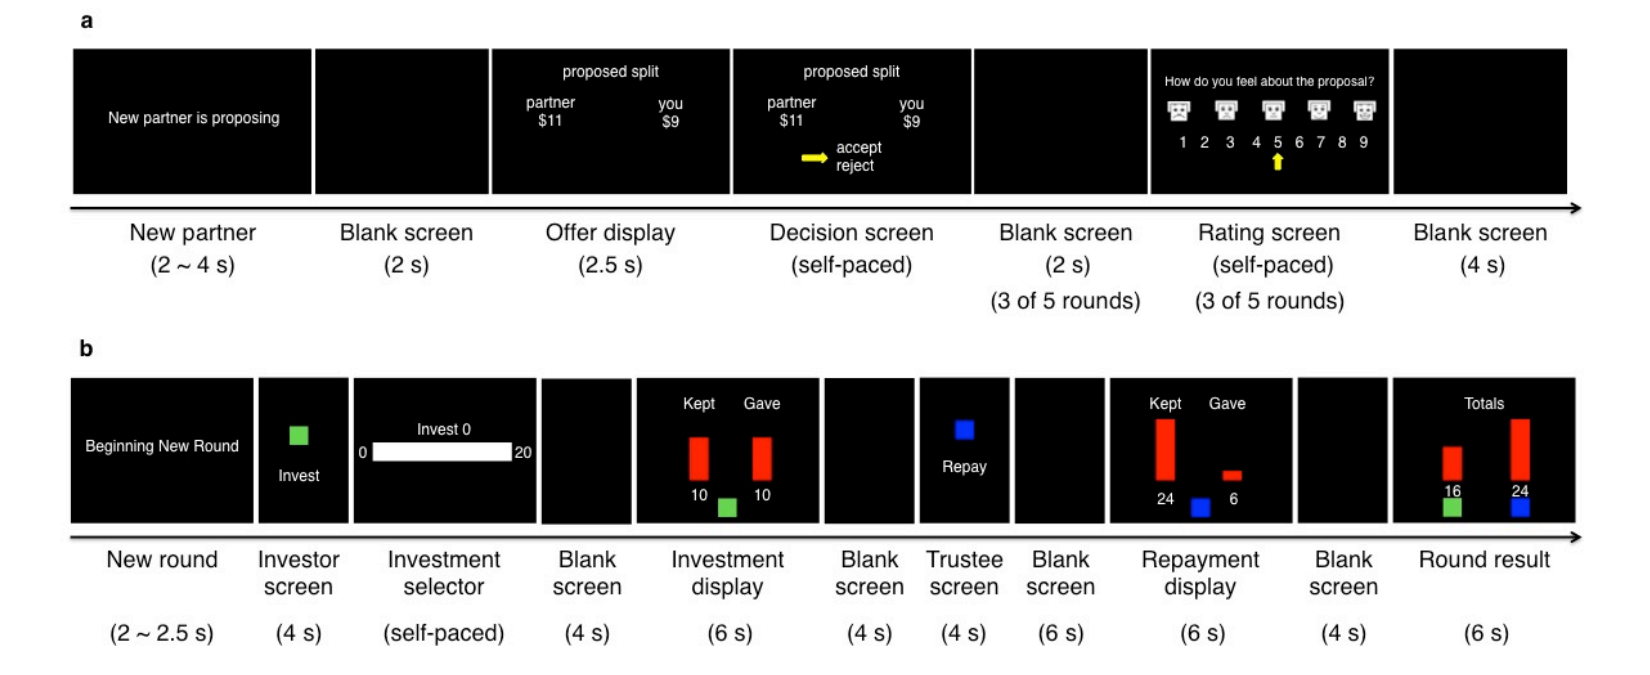 a
New partner is proposing
proposed split
partner you
$11 $9
proposed split
partner you
$11 $9
accept
reject
How do you feel about the proposal?
1 2 3 4 5 6 7 8 9
New partner
(2 ~ 4 s)
Blank screen
(2 s)
Offer display
(2.5 s)
Decision screen
(self-paced)
Blank screen
(2 s)
(3 of 5 rounds)
Rating screen
(self-paced)
(3 of 5 rounds)
Blank screen
(4 s)
b
Beginning New Round
Invest
Invest 0
0 20
Kept Gave
10 10
Repay
Kept Gave
24 6
Totals
16 24
New round
(2 ~ 2.5 s)
Investor
screen
(4 s)
Investment
selector
(self-paced)
Blank
screen
(4 s)
Investment
display
(6 s)
Blank
screen
(4 s)
Trustee
screen
(4 s)
Blank
screen
(6 s)
Repayment
display
(6 s)
Blank
screen
(4 s)
Round result
(6 s)